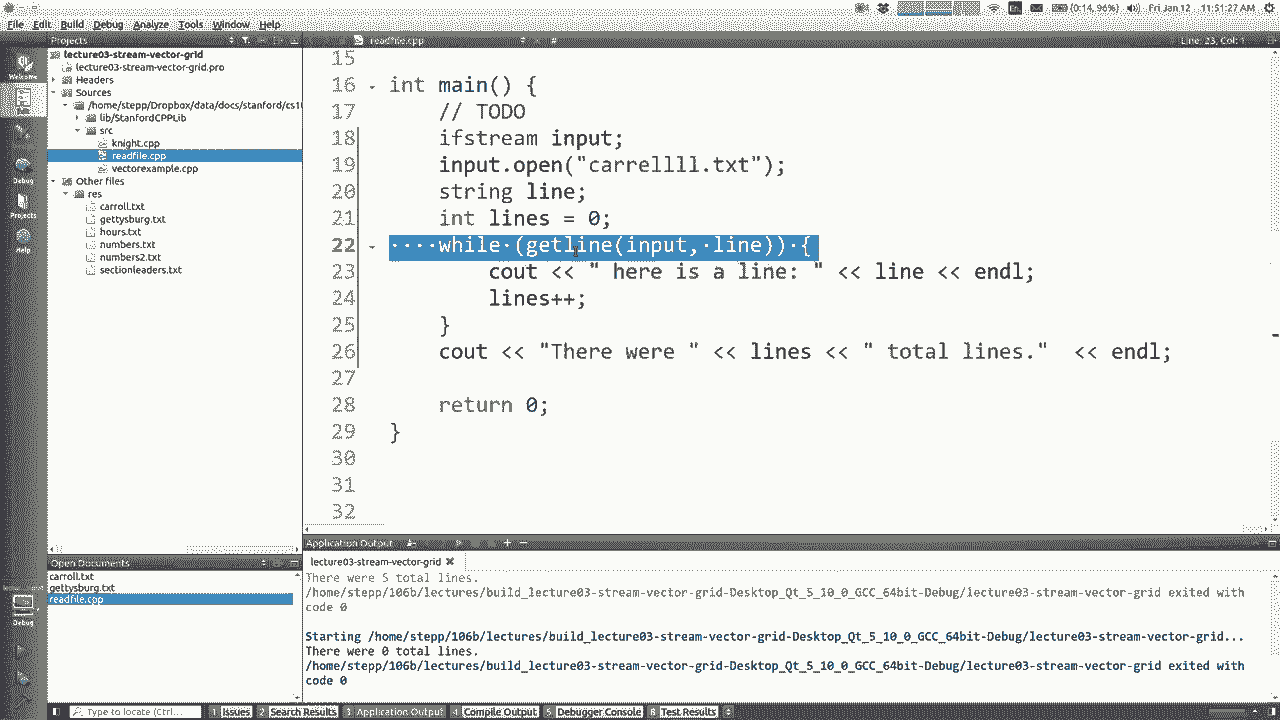 File Edit Build Debug Analyze Tools Window Help
(0:14, 96%) Fri Jan 12 11:51:27 AM
Projects
readfile.cpp
#
Line: 23, Col: 1
Welcome
Debug
Projects
Help
Debug
lecture03-stream-vector-grid
lecture03-stream-vector-grid.pro
Headers
Sources
/home/stepp/Dropbox/data/docs/stanford/cs10
lib/StanfordCPPLib
src
knight.cpp
readfile.cpp
vectorexample.cpp
Other files
res
carroll.txt
gettysburg.txt
hours.txt
numbers.txt
numbers2.txt
sectionleaders.txt
15
16 int main() {
17 // TODO
18 ifstream input;
19 input.open("carrellll.txt");
20 string line;
21 int lines = 0;
22 ····while·(getline(input,·line))·{
23 cout << " here is a line: " << line << endl;
24 lines++;
25 }
26 cout << "There were " << lines << " total lines."  << endl;
27
28 return 0;
29 }
30
31
32
Open Documents
carroll.txt
gettysburg.txt
readfile.cpp
Application Output
lecture03-stream-vector-grid
There were 5 total lines.
/home/stepp/106b/lectures/build_lecture03-stream-vector-grid-Desktop_Qt_5_10_0_GCC_64bit-Debug/lecture03-stream-vector-grid exited with
code 0
Starting /home/stepp/106b/lectures/build_lecture03-stream-vector-grid-Desktop_Qt_5_10_0_GCC_64bit-Debug/lecture03-stream-vector-grid...
There were 0 total lines.
/home/stepp/106b/lectures/build_lecture03-stream-vector-grid-Desktop_Qt_5_10_0_GCC_64bit-Debug/lecture03-stream-vector-grid exited with
code 0
Type to locate (Ctrl...
1 Issues 2 Search Results 3 Application Output 4 Compile Output 5 Debugger Console 8 Test Results